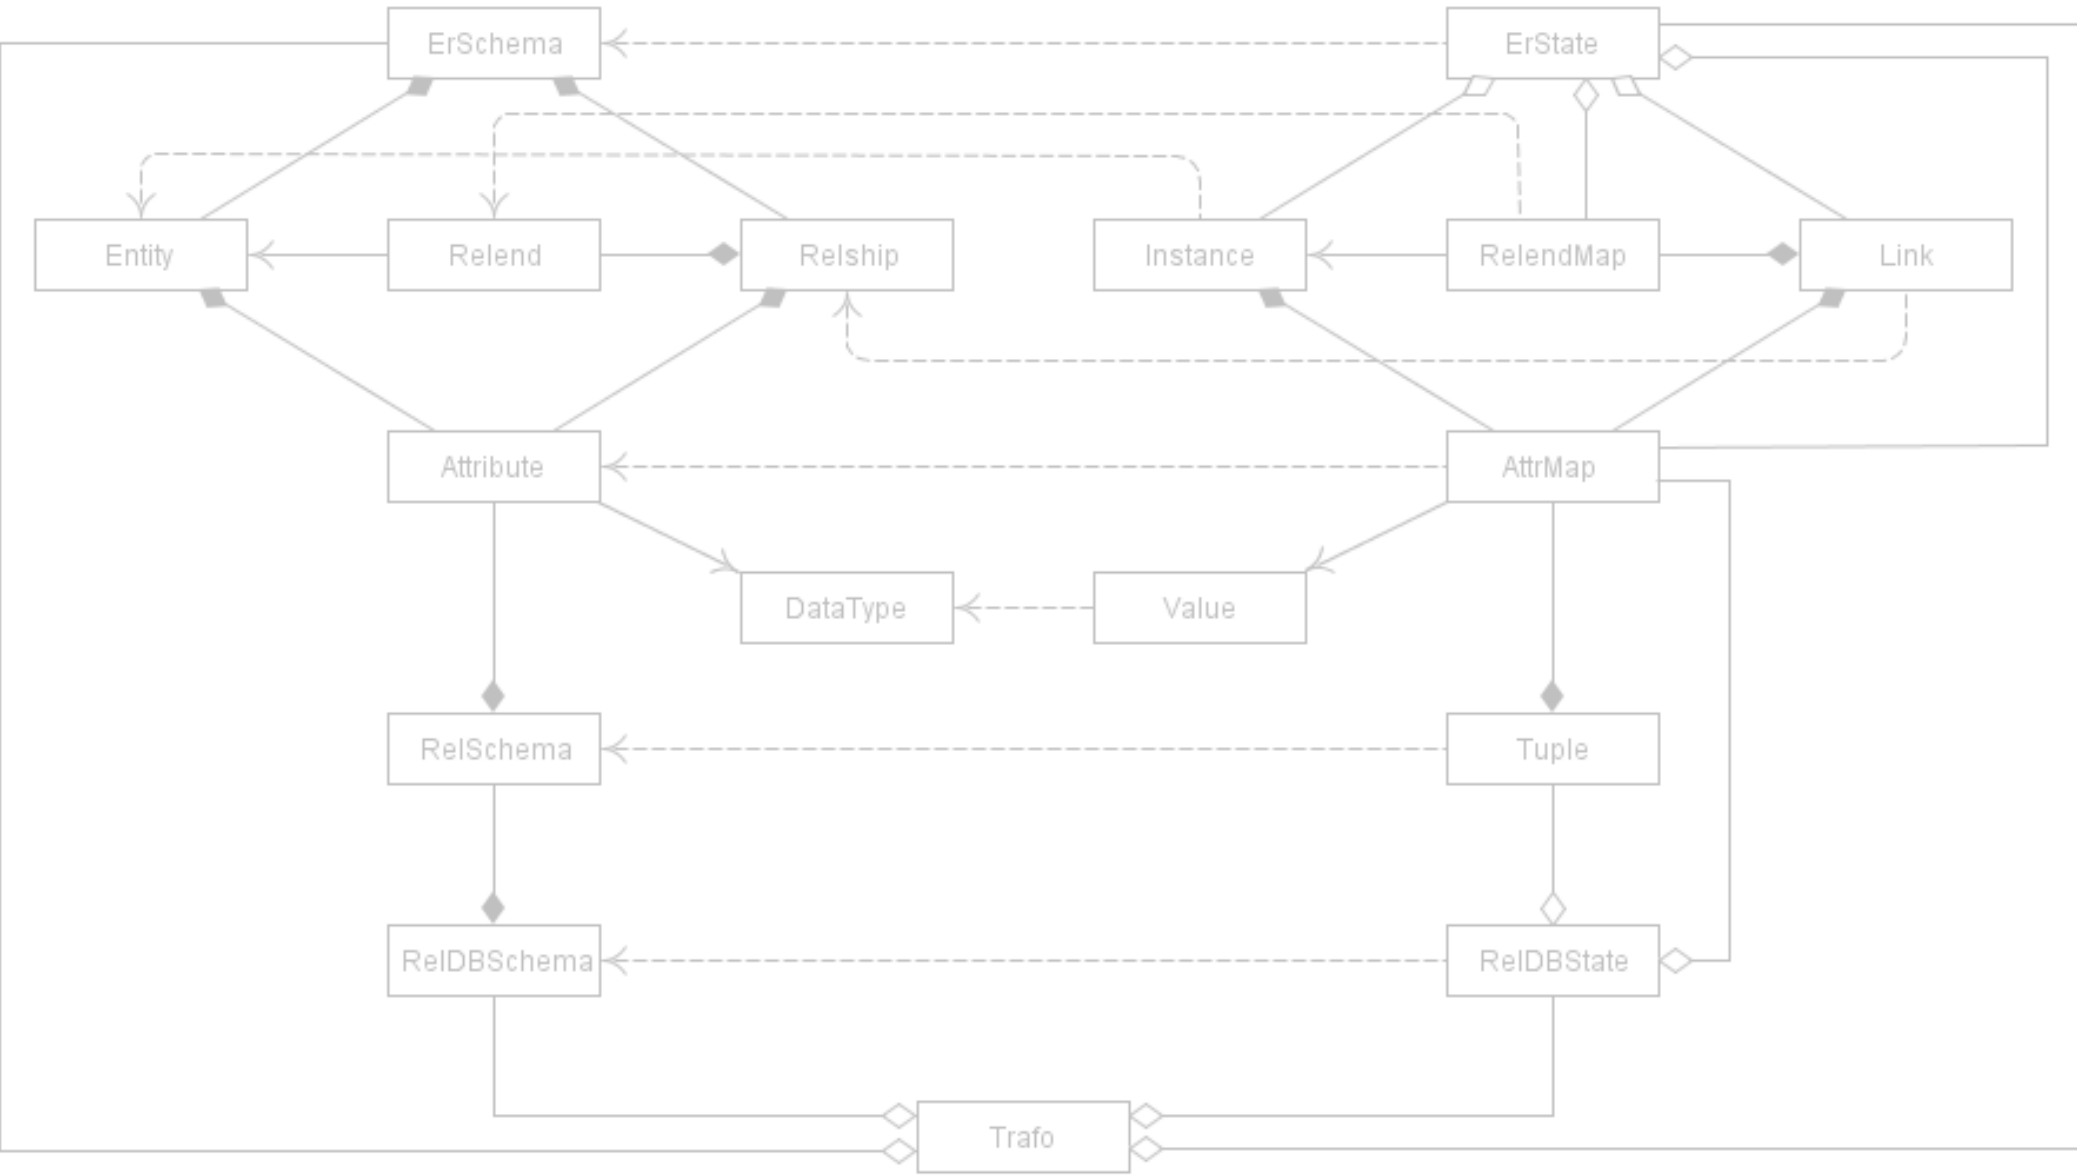 ErSchema
ErState
Entity
Relend
Relship
Instance
RelendMap
Link
Attribute
AttrMap
DataType
Value
RelSchema
Tuple
RelDBSchema
RelDBState
Trafo